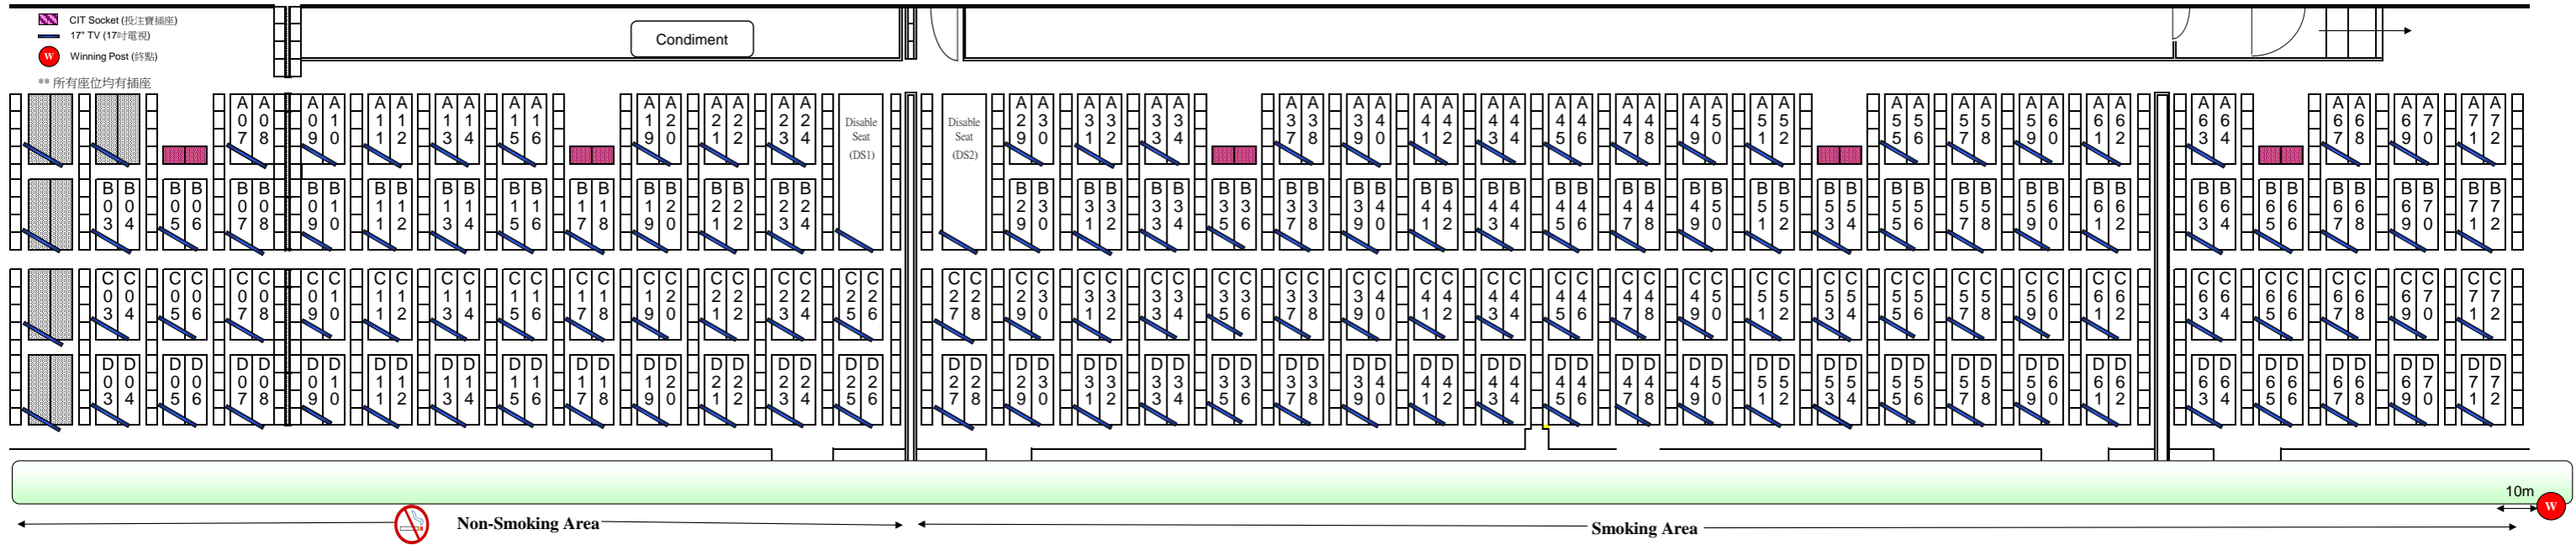 CIT Socket (投注寶插座)
17" TV (17吋電視)
W Winning Post (終點)
** 所有座位均有插座
Condiment
A07 A08 A09 A10 A11 A12 A13 A14 A15 A16 A19 A20 A21 A22 A23 A24 Disable Seat (DS1) Disable Seat (DS2) A29 A30 A31 A32 A33 A34 A37 A38 A39 A40 A41 A42 A43 A44 A45 A46 A47 A48 A49 A50 A51 A52 A55 A56 A57 A58 A59 A60 A61 A62 A63 A64 A67 A68 A69 A70 A71 A72
B03 B04 B05 B06 B07 B08 B09 B10 B11 B12 B13 B14 B15 B16 B17 B18 B19 B20 B21 B22 B23 B24 B29 B30 B31 B32 B33 B34 B35 B36 B37 B38 B39 B40 B41 B42 B43 B44 B45 B46 B47 B48 B49 B50 B51 B52 B53 B54 B55 B56 B57 B58 B59 B60 B61 B62 B63 B64 B65 B66 B67 B68 B69 B70 B71 B72
C03 C04 C05 C06 C07 C08 C09 C10 C11 C12 C13 C14 C15 C16 C17 C18 C19 C20 C21 C22 C23 C24 C25 C26 C27 C28 C29 C30 C31 C32 C33 C34 C35 C36 C37 C38 C39 C40 C41 C42 C43 C44 C45 C46 C47 C48 C49 C50 C51 C52 C53 C54 C55 C56 C57 C58 C59 C60 C61 C62 C63 C64 C65 C66 C67 C68 C69 C70 C71 C72
D03 D04 D05 D06 D07 D08 D09 D10 D11 D12 D13 D14 D15 D16 D17 D18 D19 D20 D21 D22 D23 D24 D25 D26 D27 D28 D29 D30 D31 D32 D33 D34 D35 D36 D37 D38 D39 D40 D41 D42 D43 D44 D45 D46 D47 D48 D49 D50 D51 D52 D53 D54 D55 D56 D57 D58 D59 D60 D61 D62 D63 D64 D65 D66 D67 D68 D69 D70 D71 D72
10m
W
Non-Smoking Area
Smoking Area